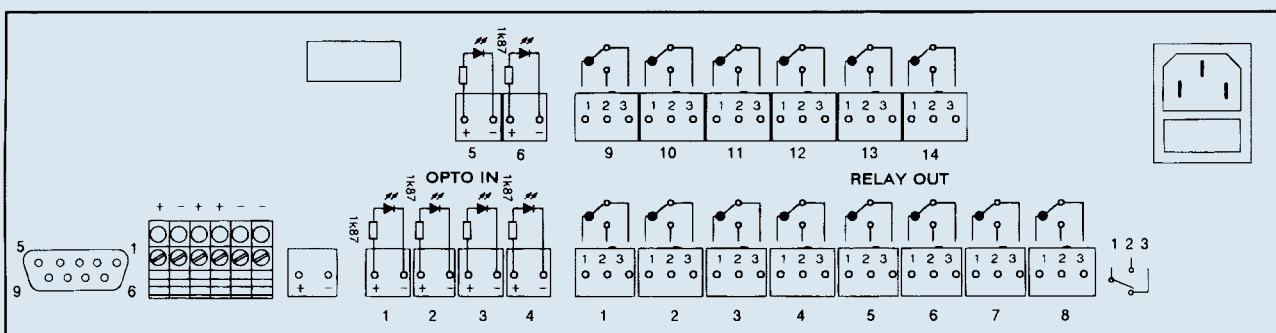 1k87 1k87
1 2 3 1 2 3 1 2 3 1 2 3 1 2 3 1 2 3
+ − + −
5 6 9 10 11 12 13 14
OPTO IN RELAY OUT
1k87 1k87 1k87
+ − + + − −
5 1
9 6
1 2 3
1 2 3 1 2 3 1 2 3 1 2 3 1 2 3 1 2 3 1 2 3 1 2 3
+ − + − + − + − + −
1 2 3 4 1 2 3 4 5 6 7 8